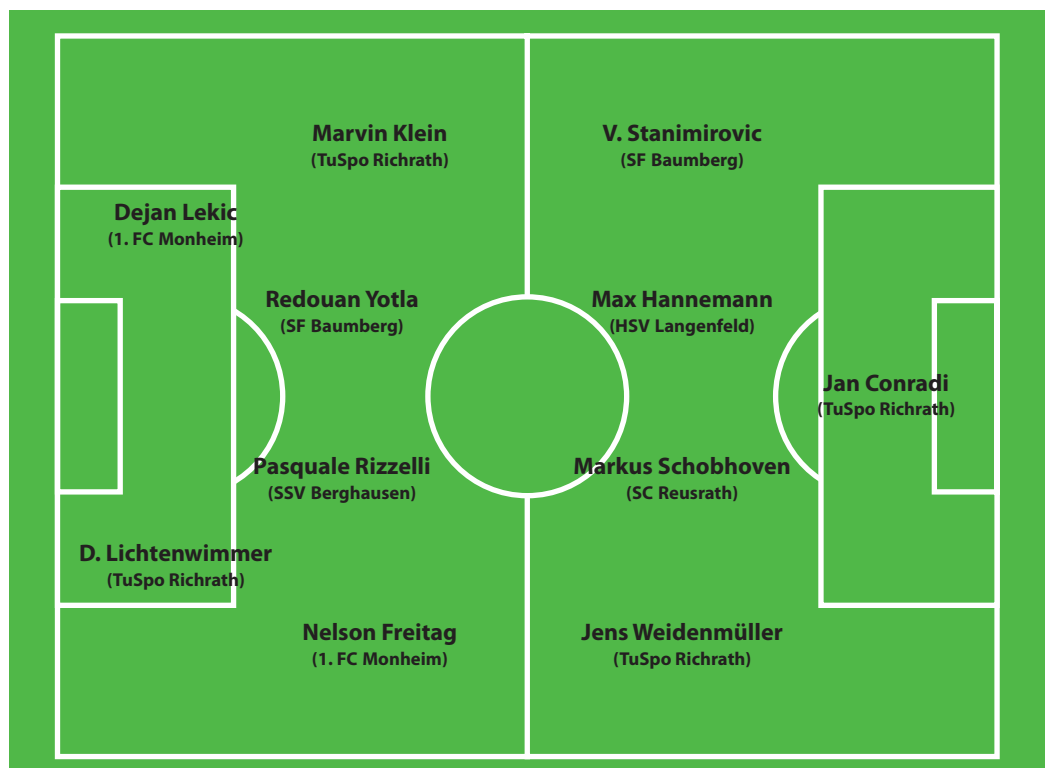 Marvin Klein
(TuSpo Richrath)
V. Stanimirovic
(SF Baumberg)
Dejan Lekic
(1. FC Monheim)
Redouan Yotla
(SF Baumberg)
Max Hannemann
(HSV Langenfeld)
Jan Conradi
(TuSpo Richrath)
Pasquale Rizzelli
(SSV Berghausen)
Markus Schobhoven
(SC Reusrath)
D. Lichtenwimmer
(TuSpo Richrath)
Nelson Freitag
(1. FC Monheim)
Jens Weidenmüller
(TuSpo Richrath)